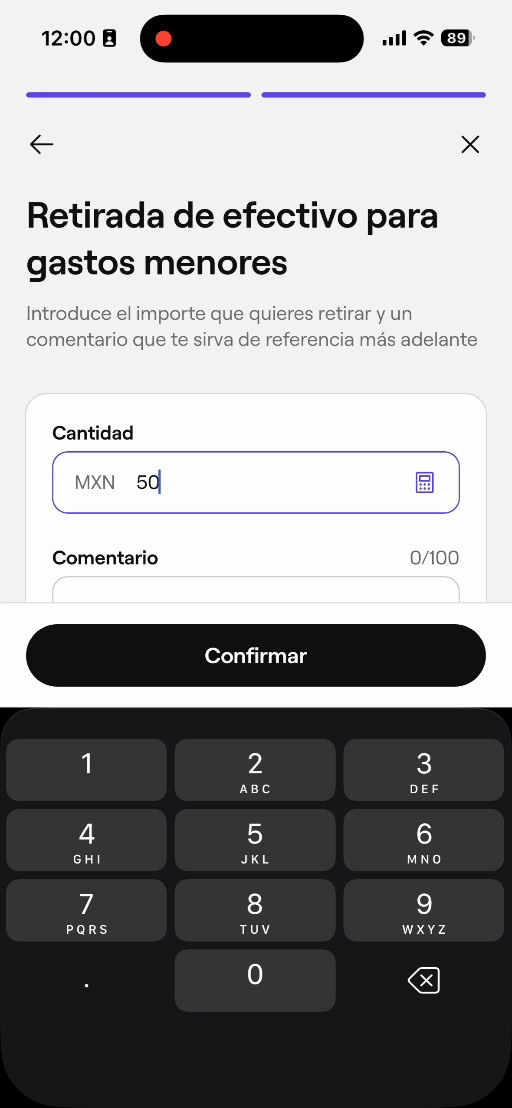 12:00
89
Retirada de efectivo para
gastos menores
Introduce el importe que quieres retirar y un
comentario que te sirva de referencia más adelante
Cantidad
MXN 50
Comentario 0/100
Confirmar
1 2 3
ABC DEF
4 5 6
GHI JKL MNO
7 8 9
PQRS TUV WXYZ
. 0